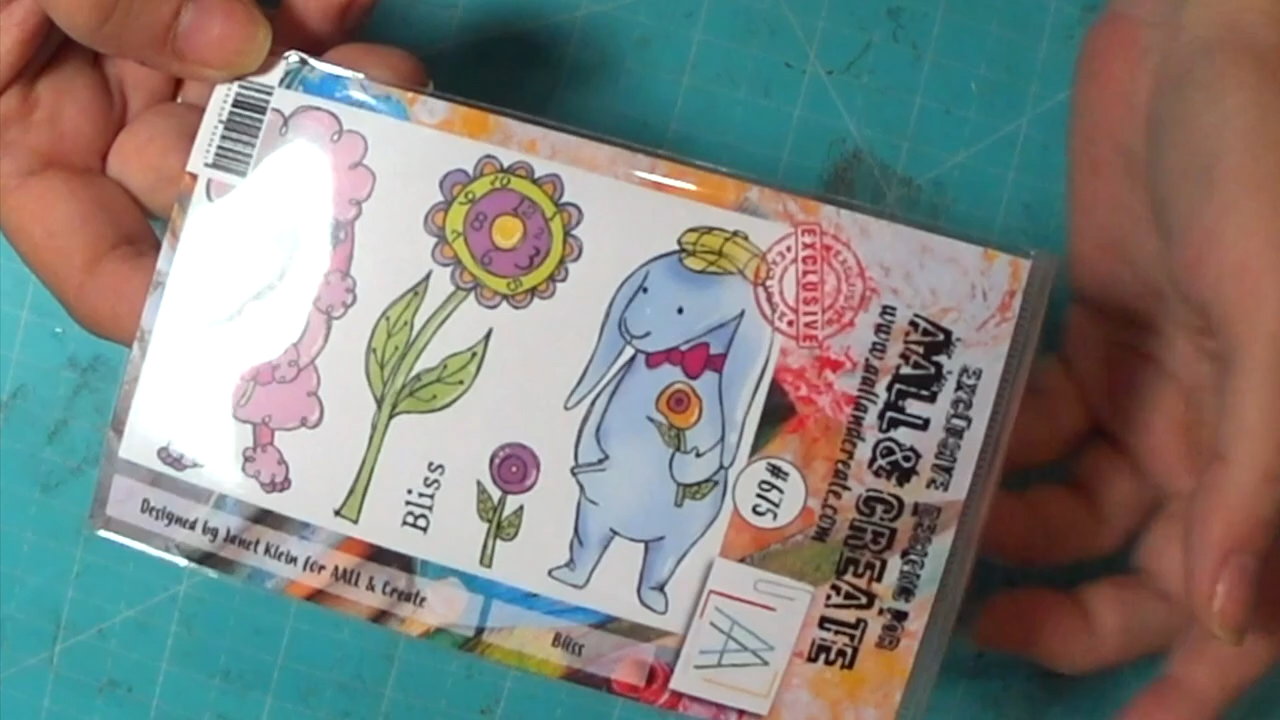 EXCLUSIVE DESIGNS FOR
AALL & CREATE
www.aallandcreate.com
EXCLUSIVE
#675
AA
Bliss
Designed by Janet Klein for AALL & Create
Bliss